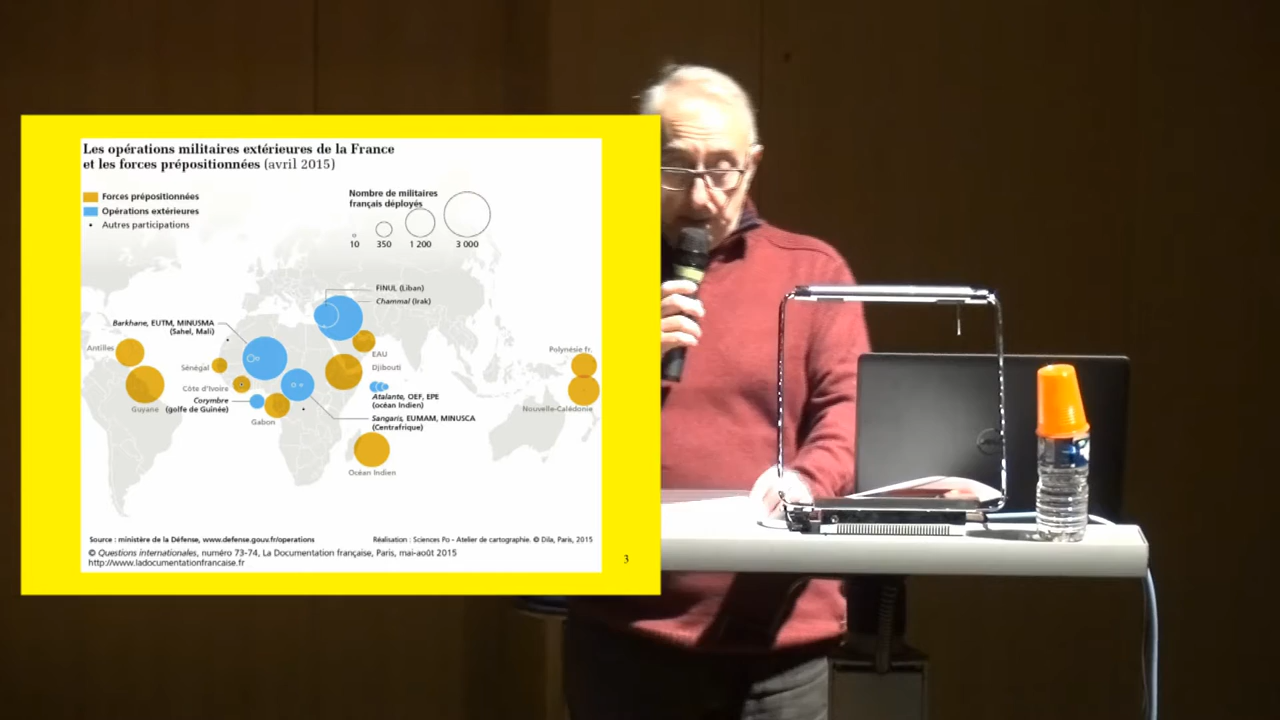 Les opérations militaires extérieures de la France
et les forces prépositionnées (avril 2015)
Forces prépositionnées
Opérations extérieures
Autres participations
Nombre de militaires
français déployés
10 350 1 200 3 000
FINUL (Liban)
Chammal (Irak)
Barkhane, EUTM, MINUSMA
(Sahel, Mali)
Antilles
EAU
Polynésie fr.
Sénégal
Djibouti
Côte d'Ivoire
Corymbe
(golfe de Guinée)
Guyane
Gabon
Atalante, OEF, EPE
(océan Indien)
Nouvelle-Calédonie
Sangaris, EUMAM, MINUSCA
(Centrafrique)
Océan Indien
Source : ministère de la Défense, www.defense.gouv.fr/operations
Réalisation : Sciences Po - Atelier de cartographie. © Dila, Paris, 2015
© Questions internationales, numéro 73-74, La Documentation française, Paris, mai-août 2015
http://www.ladocumentationfrancaise.fr
3